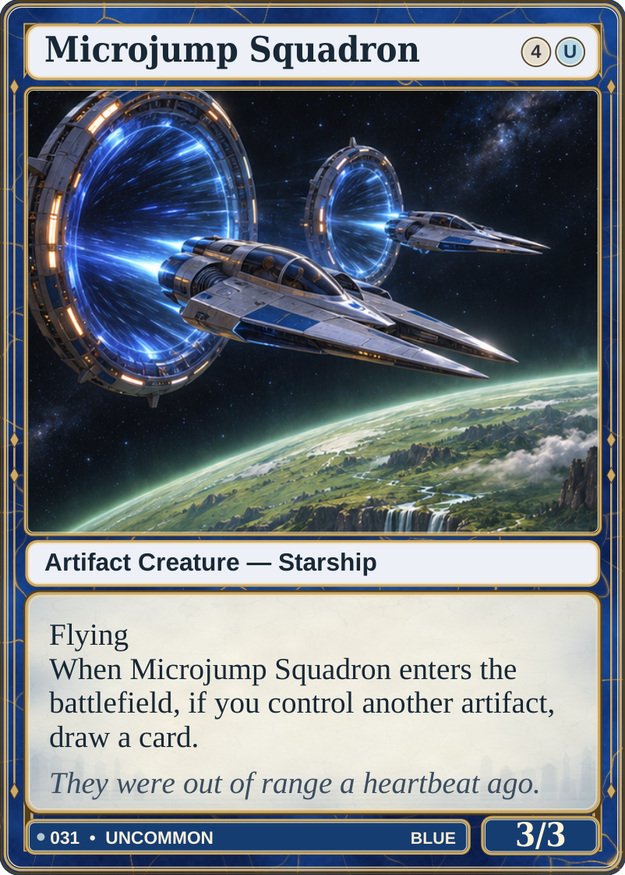 Microjump Squadron 4 U
Artifact Creature — Starship
Flying
When Microjump Squadron enters the
battlefield, if you control another artifact,
draw a card.
They were out of range a heartbeat ago.
031 • UNCOMMON BLUE 3/3